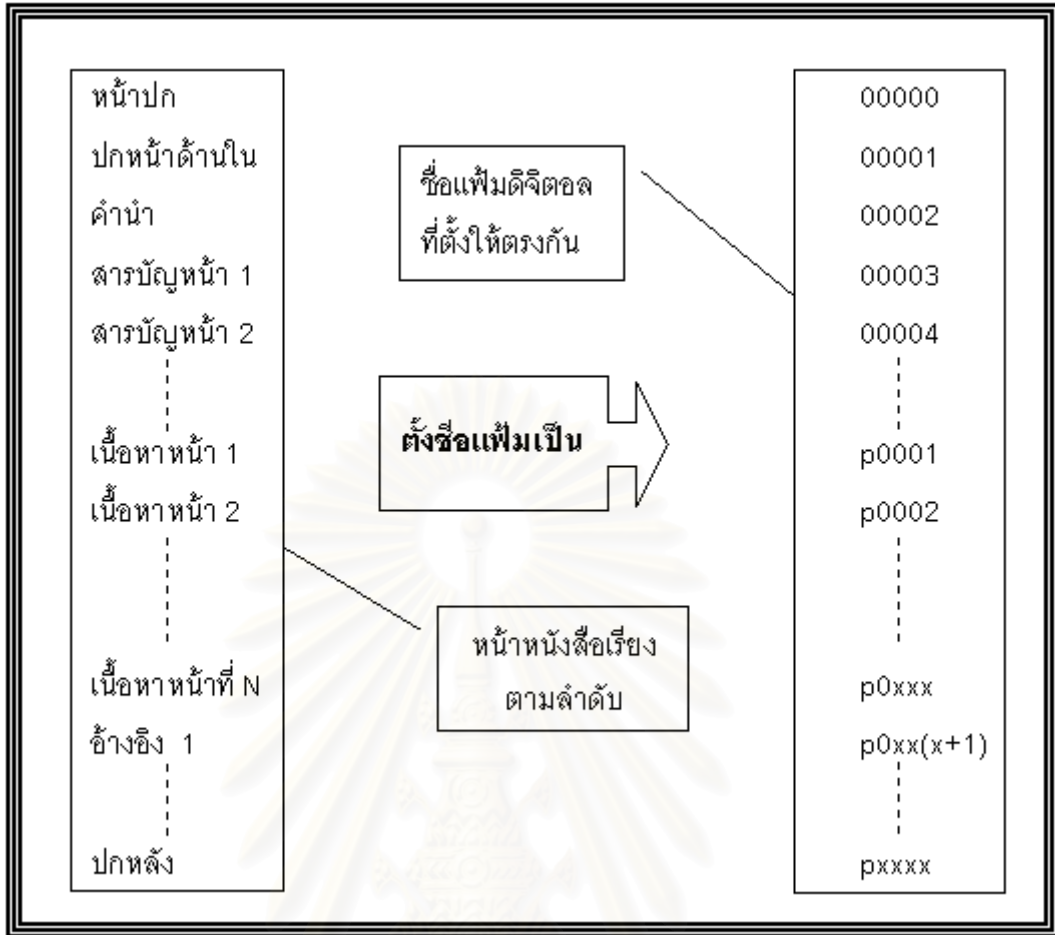 หน้าปก
ปกหน้าด้านใน
คำนำ
สารบัญหน้า 1
สารบัญหน้า 2
เนื้อหาหน้า 1
เนื้อหาหน้า 2
เนื้อหาหน้าที่ N
อ้างอิง 1
ปกหลัง
ชื่อแฟ้มดิจิตอล
ที่ตั้งให้ตรงกัน
ตั้งชื่อแฟ้มเป็น
หน้าหนังสือเรียง
ตามลำดับ
00000
00001
00002
00003
00004
p0001
p0002
p0xxx
p0xx(x+1)
pxxxx